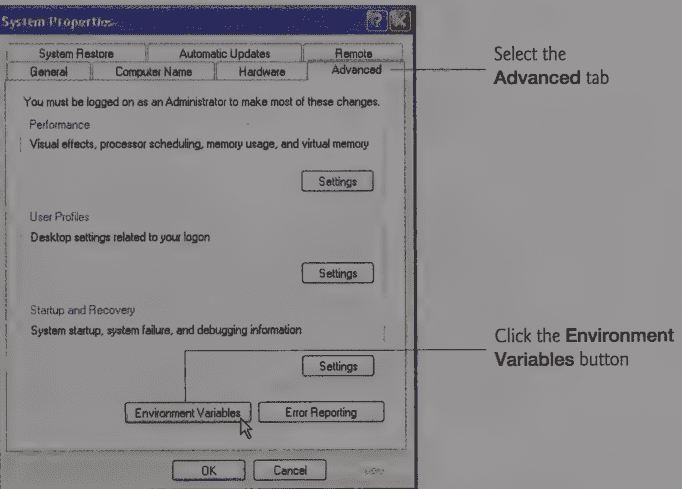 System Properties
System Restore Automatic Updates Remote
General Computer Name Hardware Advanced
Select the
Advanced tab
You must be logged on as an Administrator to make most of these changes.
Performance
Visual effects, processor scheduling, memory usage, and virtual memory
Settings
User Profiles
Desktop settings related to your logon
Settings
Startup and Recovery
System startup, system failure, and debugging information
Click the Environment
Variables button
Settings
Environment Variables Error Reporting
OK Cancel